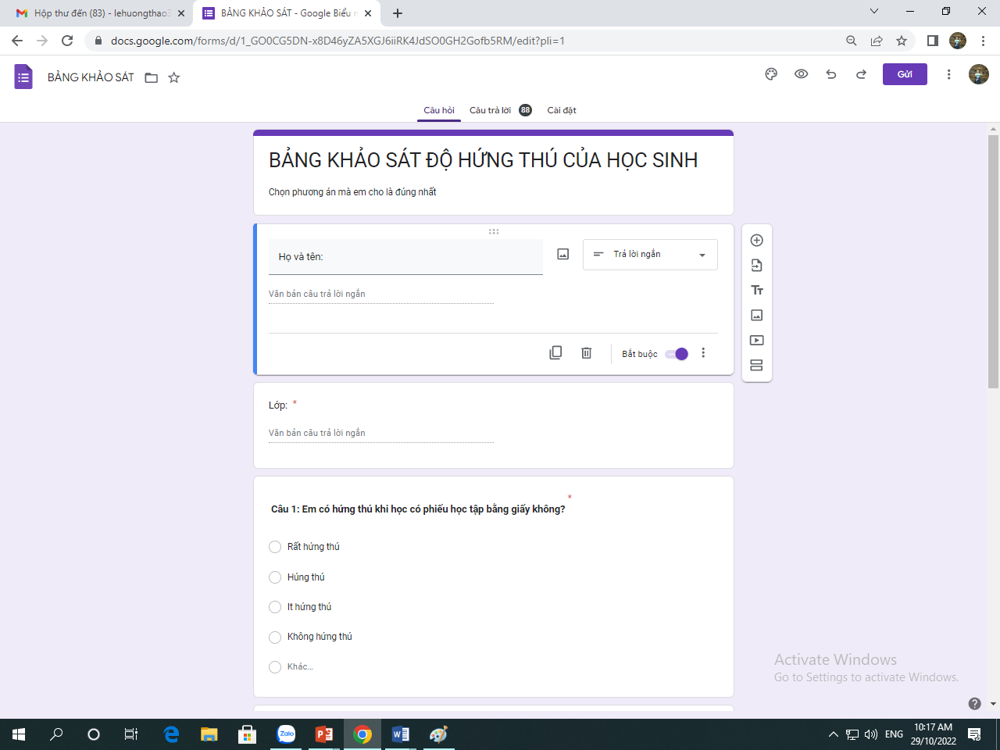 Hộp thư đến (83) - lehuongthao3
BẢNG KHẢO SÁT - Google Biểu m
docs.google.com/forms/d/1_GO0CG5DN-x8D46yZA5XGJ6iiRK4JdSO0GH2Gofb5RM/edit?pli=1
BẢNG KHẢO SÁT
Gửi
Câu hỏi Câu trả lời 88 Cài đặt
BẢNG KHẢO SÁT ĐỘ HỨNG THÚ CỦA HỌC SINH
Chọn phương án mà em cho là đúng nhất
Họ và tên:
Trả lời ngắn
Văn bản câu trả lời ngắn
Bắt buộc
Lớp: *
Văn bản câu trả lời ngắn
Câu 1: Em có hứng thú khi học có phiếu học tập bằng giấy không? *
Rất hứng thú
Húng thú
It hứng thú
Không hứng thú
Khác...
Activate Windows
Go to Settings to activate Windows.
Zalo
ENG
10:17 AM
29/10/2022